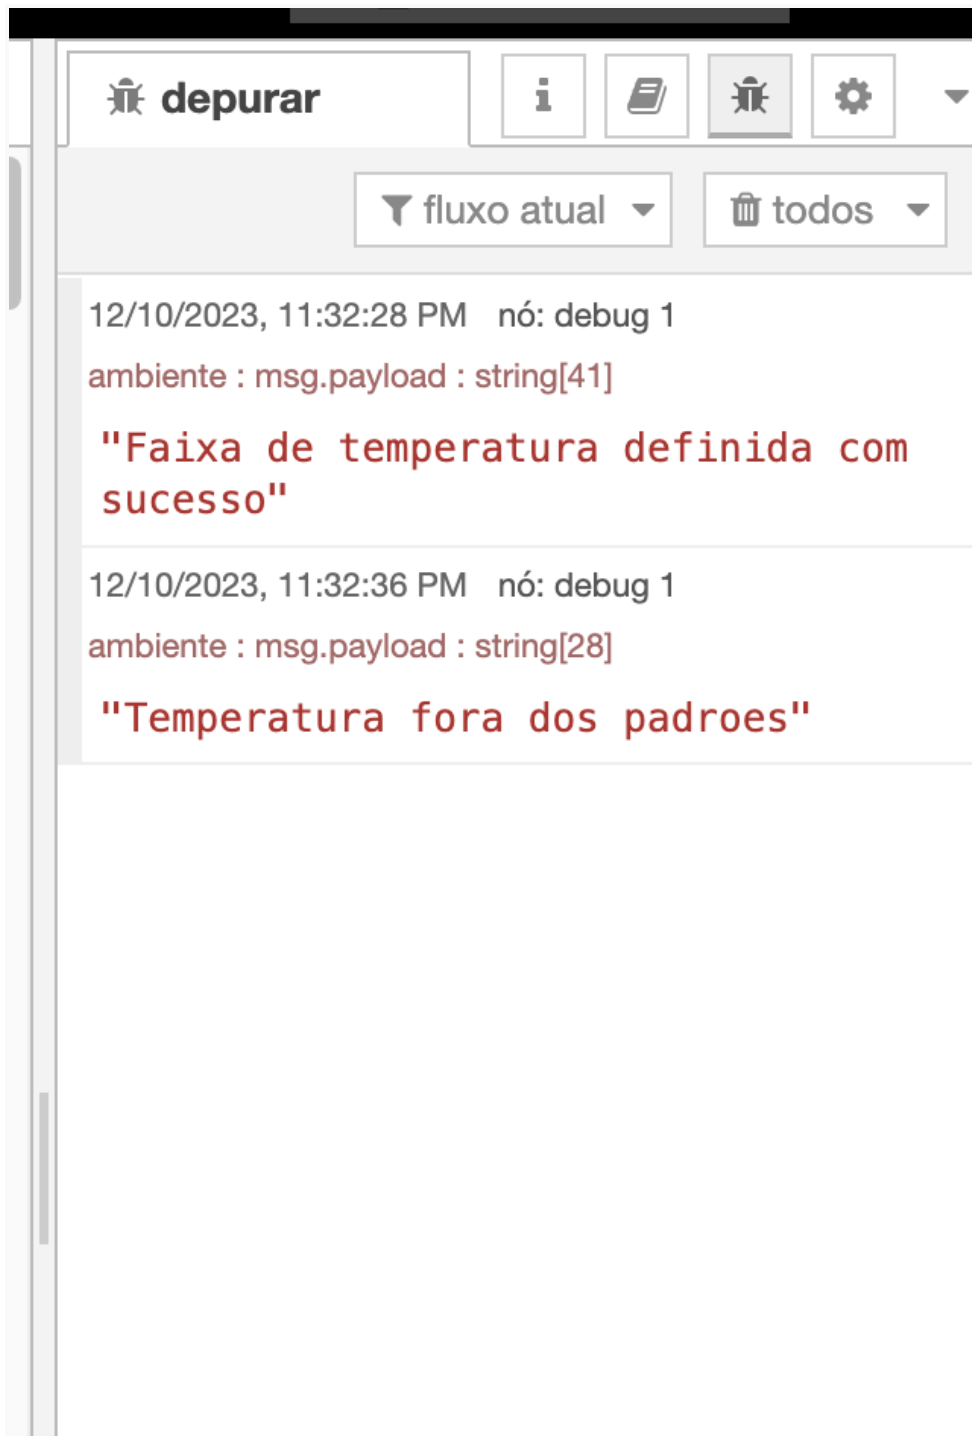 depurar
fluxo atual
todos
12/10/2023, 11:32:28 PM nó: debug 1
ambiente : msg.payload : string[41]
"Faixa de temperatura definida com
sucesso"
12/10/2023, 11:32:36 PM nó: debug 1
ambiente : msg.payload : string[28]
"Temperatura fora dos padroes"